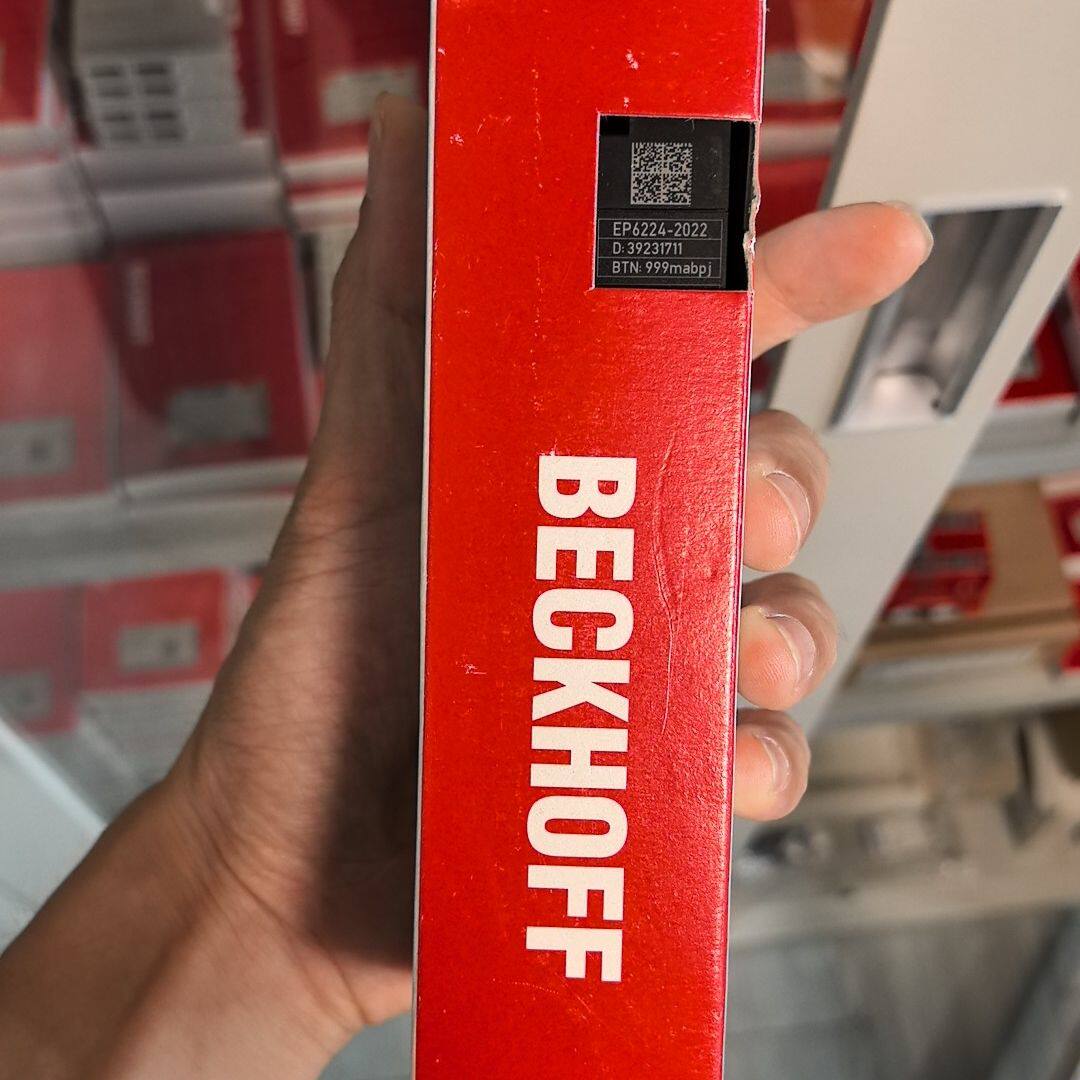 EP6224-2022
D: 39231711
BTN: 999mabpj
BECKHOFF